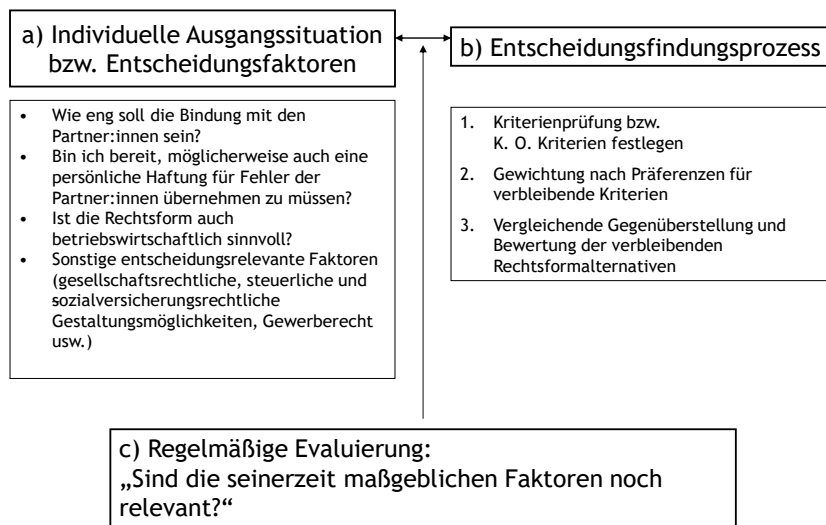 a) Individuelle Ausgangssituation
bzw. Entscheidungsfaktoren
b) Entscheidungsfindungsprozess
• Wie eng soll die Bindung mit den
Partner:innen sein?
• Bin ich bereit, möglicherweise auch eine
persönliche Haftung für Fehler der
Partner:innen übernehmen zu müssen?
• Ist die Rechtsform auch
betriebswirtschaftlich sinnvoll?
• Sonstige entscheidungsrelevante Faktoren
(gesellschaftsrechtliche, steuerliche und
sozialversicherungsrechtliche
Gestaltungsmöglichkeiten, Gewerberecht
usw.)
1. Kriterienprüfung bzw.
K. O. Kriterien festlegen
2. Gewichtung nach Präferenzen für
verbleibende Kriterien
3. Vergleichende Gegenüberstellung und
Bewertung der verbleibenden
Rechtsformalternativen
c) Regelmäßige Evaluierung:
„Sind die seinerzeit maßgeblichen Faktoren noch
relevant?“